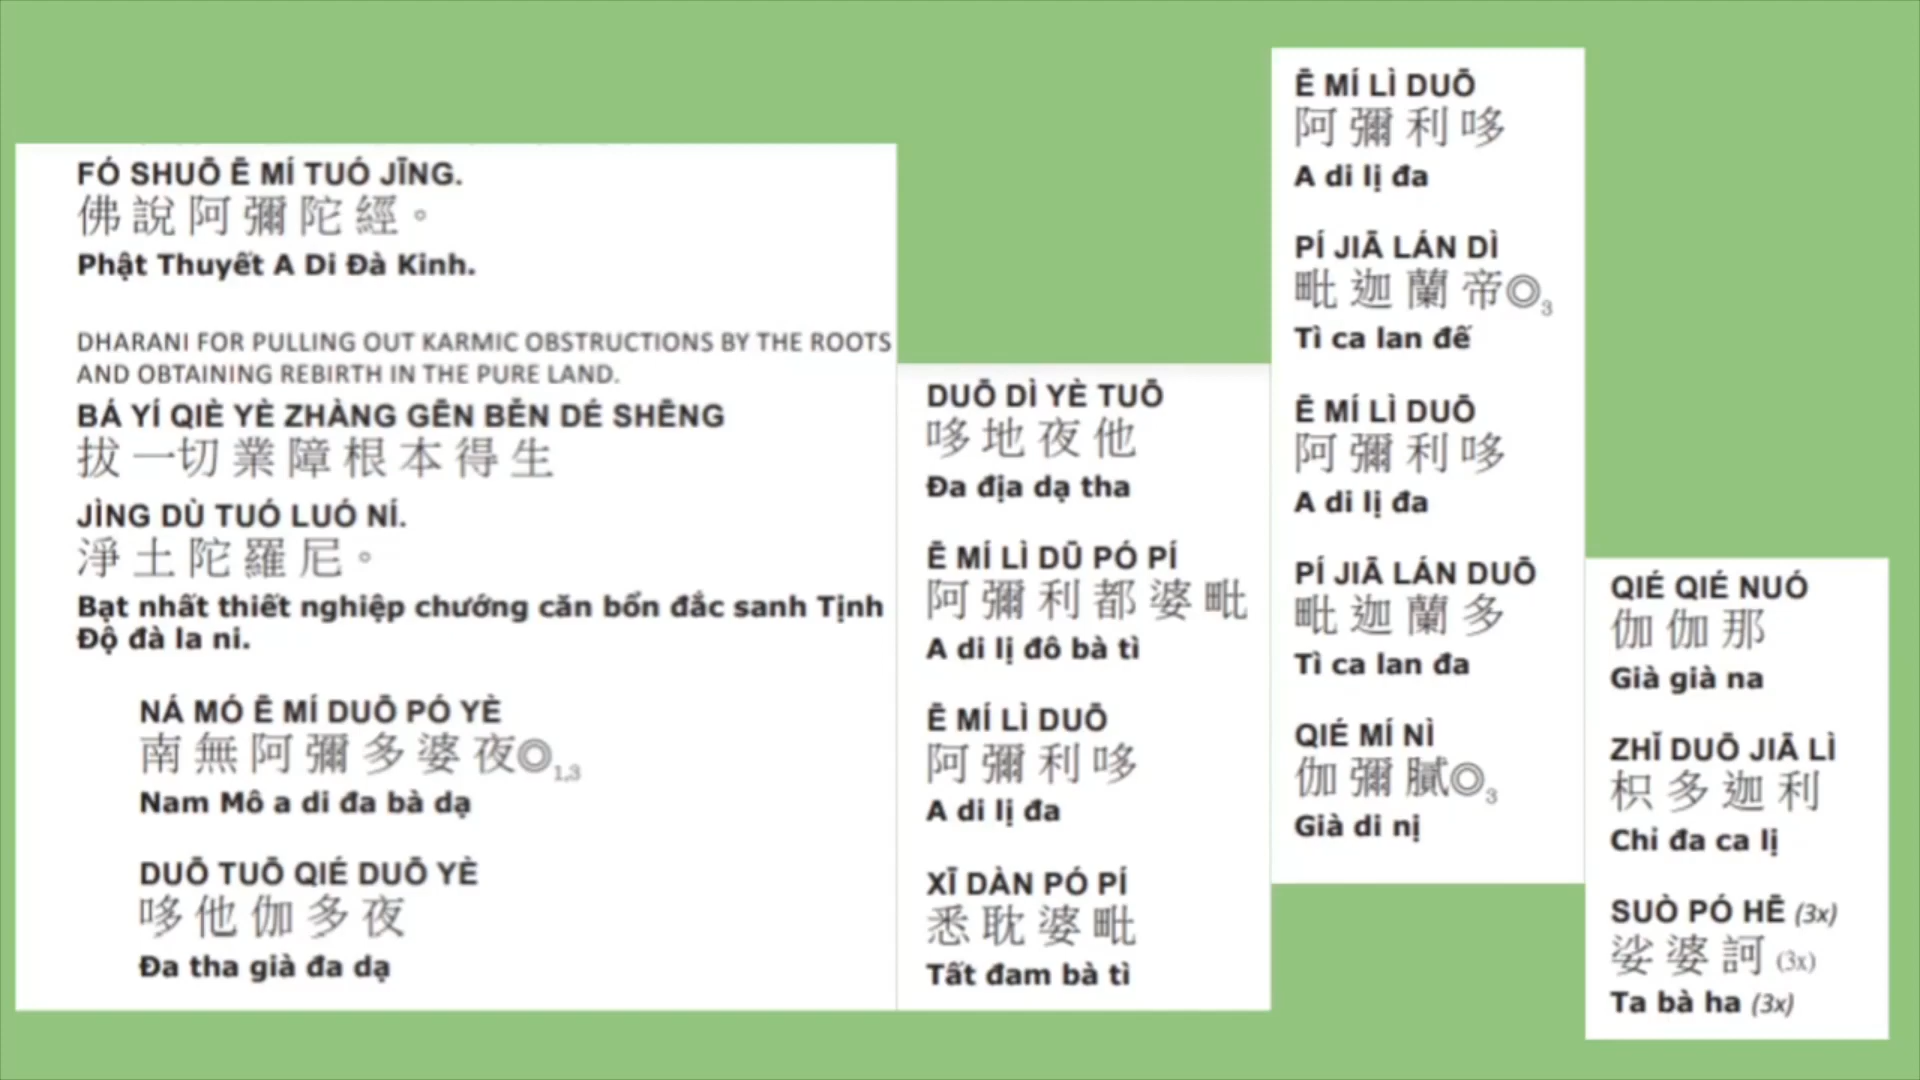 FÓ SHUŌ Ē MÍ TUÓ JĪNG.
佛說阿彌陀經。
Phật Thuyết A Di Đà Kinh.
DHARANI FOR PULLING OUT KARMIC OBSTRUCTIONS BY THE ROOTS
AND OBTAINING REBIRTH IN THE PURE LAND.
BÁ YÍ QIÈ YÈ ZHÀNG GĒN BĚN DÉ SHĒNG
拔一切業障根本得生
JÌNG DÙ TUÓ LUÓ NÍ.
淨土陀羅尼。
Bạt nhất thiết nghiệp chướng căn bổn đắc sanh Tịnh
Độ đà la ni.
NÁ MÓ Ē MÍ DUŌ PÓ YÈ
南無阿彌多婆夜◎1,3
Nam Mô a di đa bà dạ
DUŌ TUŌ QIÉ DUŌ YÈ
哆他伽多夜
Đa tha già đa dạ
DUŌ DÌ YÈ TUŌ
哆地夜他
Đa địa dạ tha
Ē MÍ LÌ DŪ PÓ PÍ
阿彌利都婆毗
A di lị đô bà tì
Ē MÍ LÌ DUŌ
阿彌利哆
A di lị đa
XĪ DÀN PÓ PÍ
悉耽婆毗
Tất đam bà tì
Ē MÍ LÌ DUŌ
阿彌利哆
A di lị đa
PÍ JIĀ LÁN DÌ
毗迦蘭帝◎3
Tì ca lan đế
Ē MÍ LÌ DUŌ
阿彌利哆
A di lị đa
PÍ JIĀ LÁN DUŌ
毗迦蘭多
Tì ca lan đa
QIÉ MÍ NÌ
伽彌膩◎3
Già di nị
QIÉ QIÉ NUÓ
伽伽那
Già già na
ZHǏ DUŌ JIĀ LÌ
枳多迦利
Chỉ đa ca lị
SUÒ PÓ HĒ (3x)
娑婆訶 (3x)
Ta bà ha (3x)